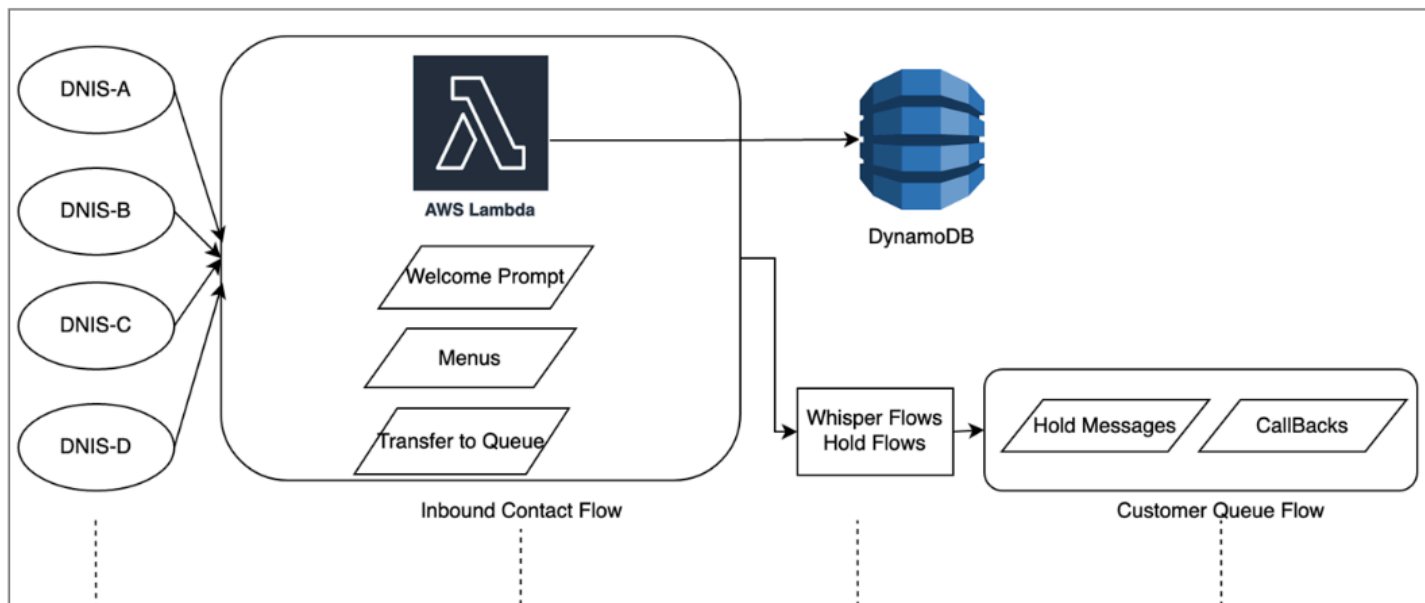 DNIS-A
DNIS-B
DNIS-C
DNIS-D
AWS Lambda
Welcome Prompt
Menus
Transfer to Queue
Inbound Contact Flow
DynamoDB
Whisper Flows
Hold Flows
Hold Messages
CallBacks
Customer Queue Flow